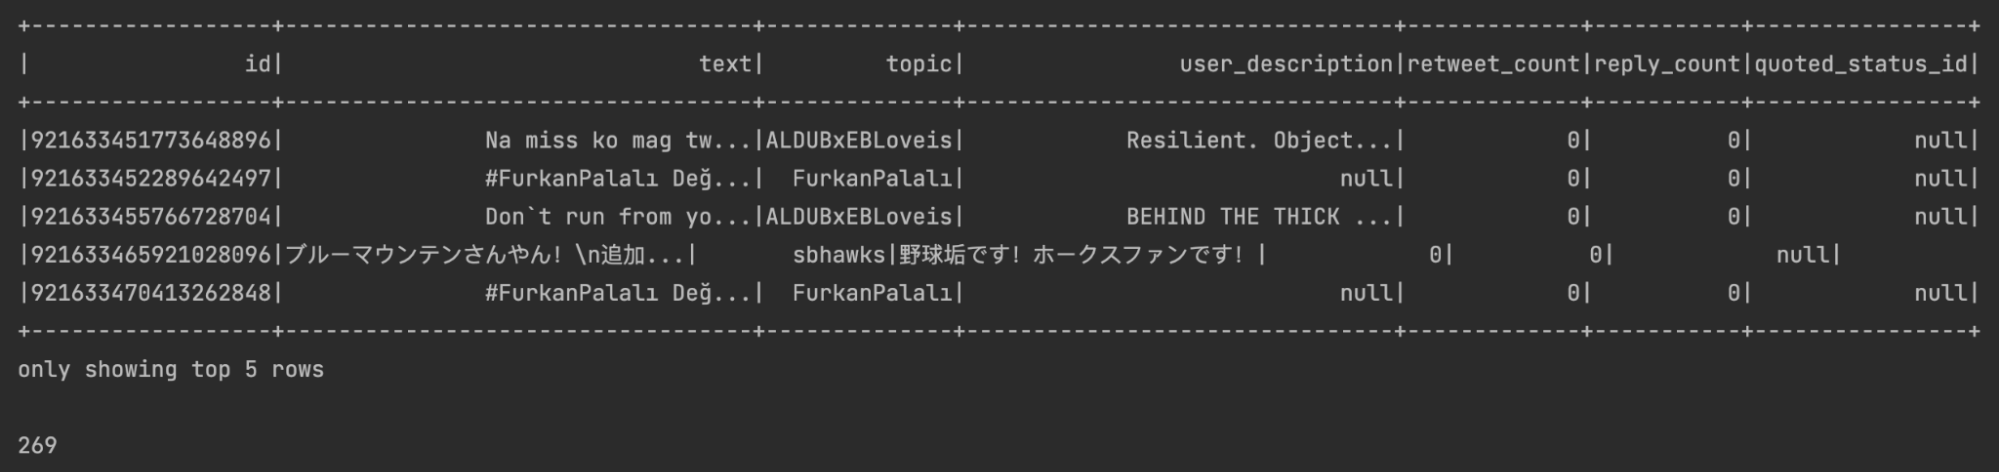 +------------------+-----------------------------------+--------------+--------------------------------+-------------+-----------+----------------+
|                id|                               text|         topic|                user_description|retweet_count|reply_count|quoted_status_id|
+------------------+-----------------------------------+--------------+--------------------------------+-------------+-----------+----------------+
|921633451773648896|               Na miss ko mag tw...|ALDUBxEBLoveis|            Resilient. Object...|            0|          0|            null|
|921633452289642497|               #FurkanPalalı Değ...|  FurkanPalalı|                            null|            0|          0|            null|
|921633455766728704|               Don`t run from yo...|ALDUBxEBLoveis|            BEHIND THE THICK ...|            0|          0|            null|
|921633465921028096|ブルーマウンテンさんやん！\n追加...|       sbhawks|野球垢です！ホークスファンです！|            0|          0|            null|
|921633470413262848|               #FurkanPalalı Değ...|  FurkanPalalı|                            null|            0|          0|            null|
+------------------+-----------------------------------+--------------+--------------------------------+-------------+-----------+----------------+
only showing top 5 rows
269